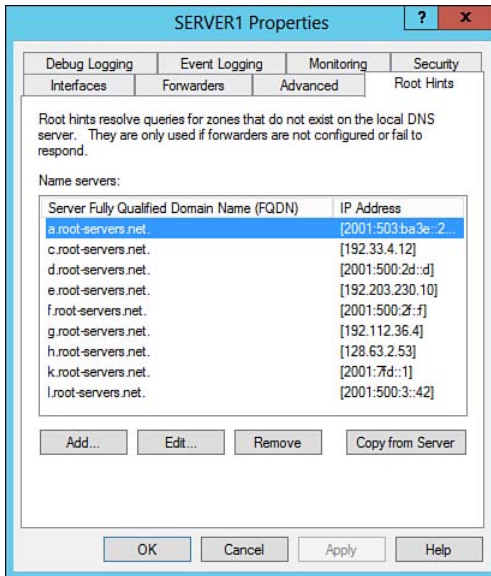 SERVER1 Properties
? x
Debug Logging Event Logging Monitoring Security
Interfaces Forwarders Advanced Root Hints
Root hints resolve queries for zones that do not exist on the local DNS
server. They are only used if forwarders are not configured or fail to
respond.
Name servers:
Server Fully Qualified Domain Name (FQDN) IP Address
a.root-servers.net. [2001:503:ba3e::2...
c.root-servers.net. [192.33.4.12]
d.root-servers.net. [2001:500:2d::d]
e.root-servers.net. [192.203.230.10]
f.root-servers.net. [2001:500:2f::f]
g.root-servers.net. [192.112.36.4]
h.root-servers.net. [128.63.2.53]
k.root-servers.net. [2001:7fd::1]
l.root-servers.net. [2001:500:3::42]
Add... Edit... Remove Copy from Server
OK Cancel Apply Help